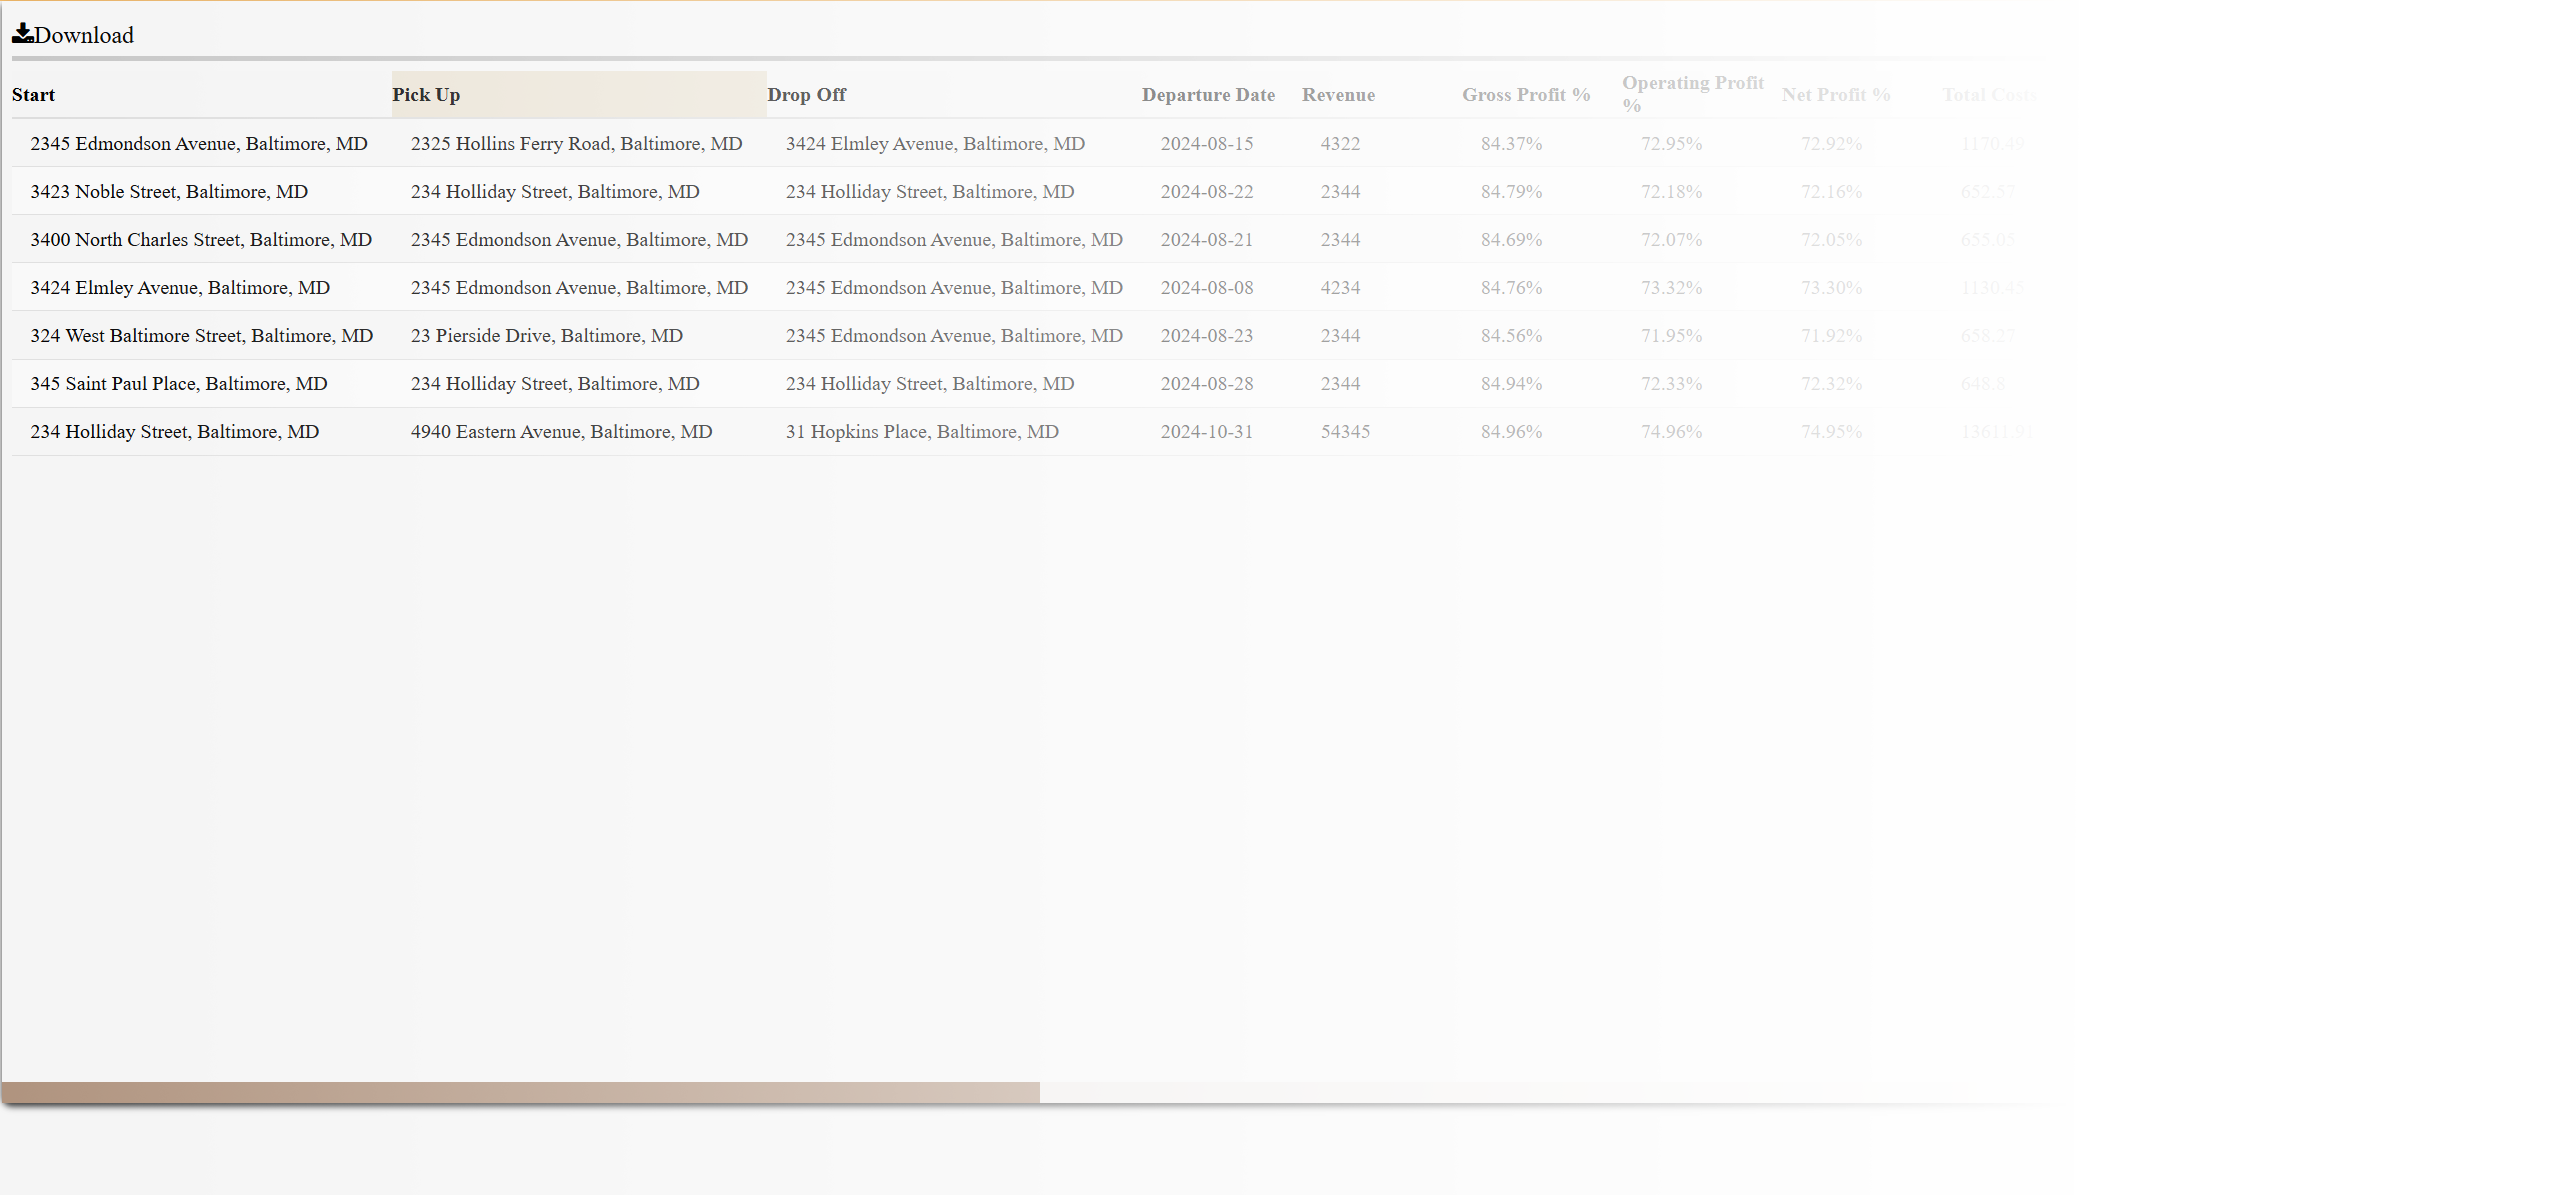 Download
Start Pick Up Drop Off Departure Date Revenue Gross Profit % Operating Profit % Net Profit % Total Costs
2345 Edmondson Avenue, Baltimore, MD 2325 Hollins Ferry Road, Baltimore, MD 3424 Elmley Avenue, Baltimore, MD 2024-08-15 4322 84.37% 72.95% 72.92% 1170.49
3423 Noble Street, Baltimore, MD 234 Holliday Street, Baltimore, MD 234 Holliday Street, Baltimore, MD 2024-08-22 2344 84.79% 72.18% 72.16% 652.57
3400 North Charles Street, Baltimore, MD 2345 Edmondson Avenue, Baltimore, MD 2345 Edmondson Avenue, Baltimore, MD 2024-08-21 2344 84.69% 72.07% 72.05% 655.05
3424 Elmley Avenue, Baltimore, MD 2345 Edmondson Avenue, Baltimore, MD 2345 Edmondson Avenue, Baltimore, MD 2024-08-08 4234 84.76% 73.32% 73.30% 1130.45
324 West Baltimore Street, Baltimore, MD 23 Pierside Drive, Baltimore, MD 2345 Edmondson Avenue, Baltimore, MD 2024-08-23 2344 84.56% 71.95% 71.92% 658.27
345 Saint Paul Place, Baltimore, MD 234 Holliday Street, Baltimore, MD 234 Holliday Street, Baltimore, MD 2024-08-28 2344 84.94% 72.33% 72.32% 648.8
234 Holliday Street, Baltimore, MD 4940 Eastern Avenue, Baltimore, MD 31 Hopkins Place, Baltimore, MD 2024-10-31 54345 84.96% 74.96% 74.95% 13611.91